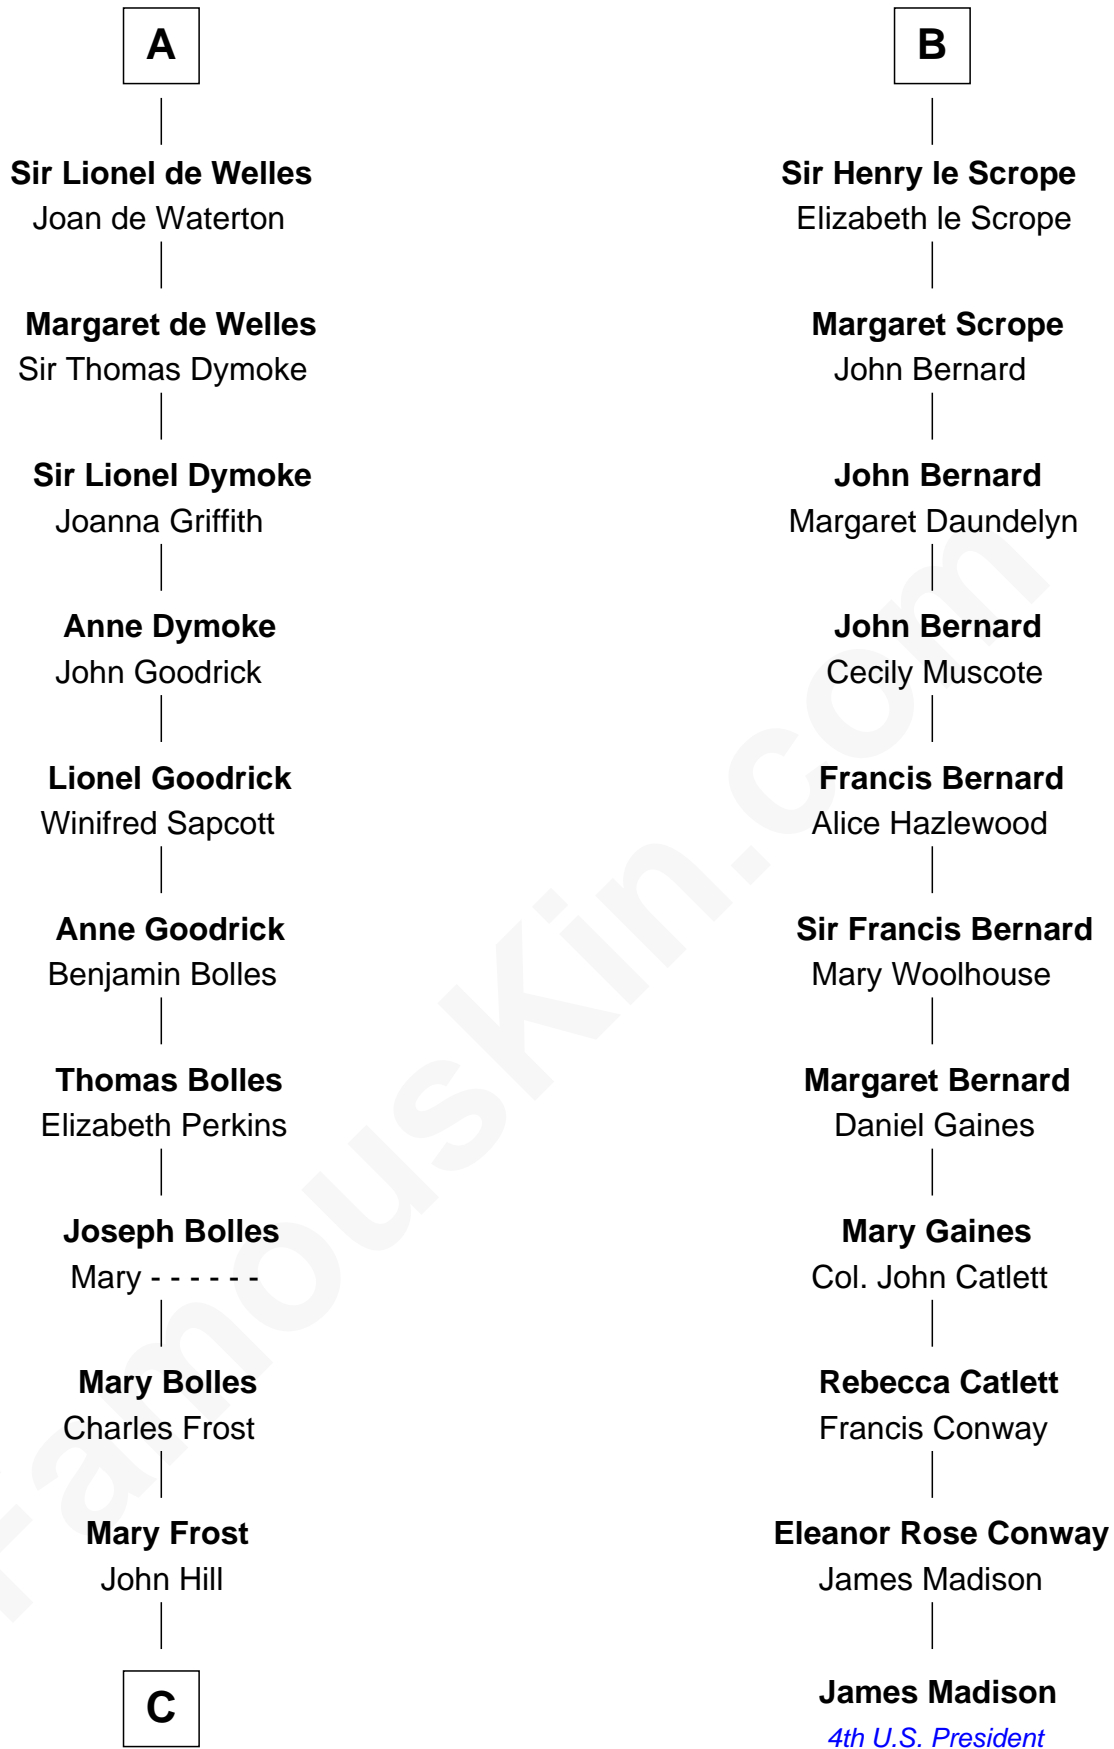 A
Sir Lionel de Welles
Joan de Waterton
Margaret de Welles
Sir Thomas Dymoke
Sir Lionel Dymoke
Joanna Griffith
Anne Dymoke
John Goodrick
Lionel Goodrick
Winifred Sapcott
Anne Goodrick
Benjamin Bolles
Thomas Bolles
Elizabeth Perkins
Joseph Bolles
Mary - - - - - -
Mary Bolles
Charles Frost
Mary Frost
John Hill
C
B
Sir Henry le Scrope
Elizabeth le Scrope
Margaret Scrope
John Bernard
John Bernard
Margaret Daundelyn
John Bernard
Cecily Muscote
Francis Bernard
Alice Hazlewood
Sir Francis Bernard
Mary Woolhouse
Margaret Bernard
Daniel Gaines
Mary Gaines
Col. John Catlett
Rebecca Catlett
Francis Conway
Eleanor Rose Conway
James Madison
James Madison
4th U.S. President
FamousKin.com